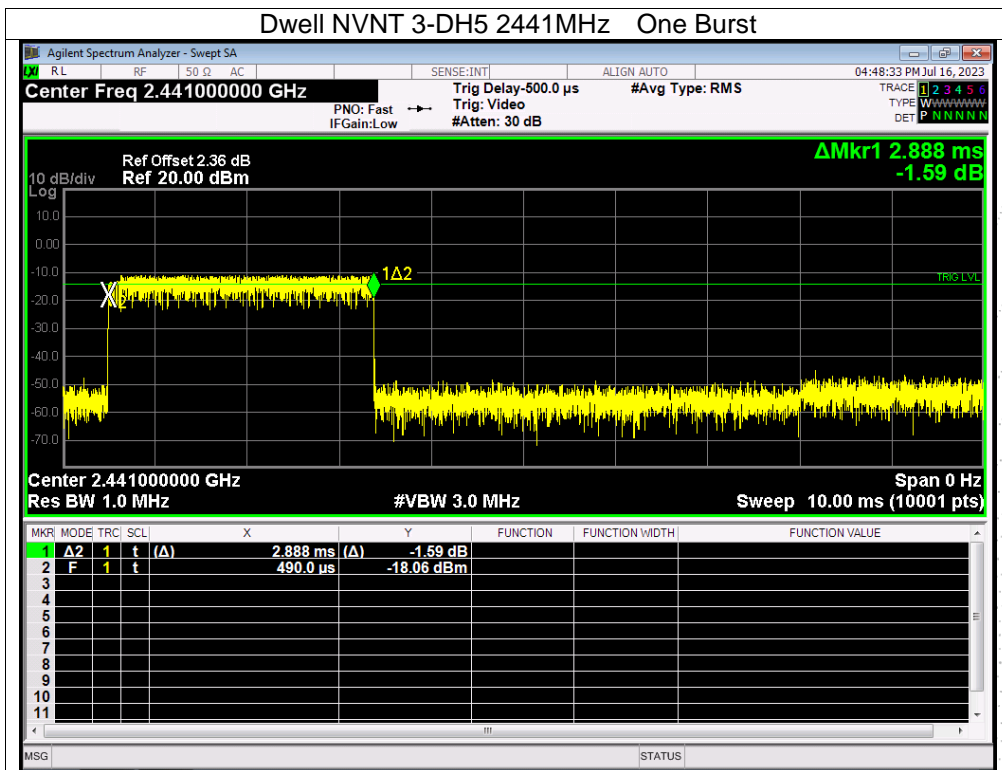 Dwell NVNT 3-DH5 2441MHz One Burst
Agilent Spectrum Analyzer - Swept SA
LXI RL RF 50 Ω AC SENSE:INT ALIGN AUTO 04:48:33 PM Jul 16, 2023
Center Freq 2.441000000 GHz
PNO: Fast
IFGain:Low
Trig Delay-500.0 µs
Trig: Video
#Atten: 30 dB
#Avg Type: RMS
TRACE 1 2 3 4 5 6
TYPE WWWWWW
DET P N N N N N
ΔMkr1 2.888 ms
-1.59 dB
Ref Offset 2.36 dB
10 dB/div Ref 20.00 dBm
Log
10.0
0.00
-10.0
1Δ2
TRIG LVL
-20.0
-30.0
-40.0
-50.0
-60.0
-70.0
Center 2.441000000 GHz Span 0 Hz
Res BW 1.0 MHz #VBW 3.0 MHz Sweep 10.00 ms (10001 pts)
MKR MODE TRC SCL X Y FUNCTION FUNCTION WIDTH FUNCTION VALUE
1 Δ2 1 t (Δ) 2.888 ms (Δ) -1.59 dB
2 F 1 t 490.0 µs -18.06 dBm
3
4
5
6
7
8
9
10
11
MSG STATUS